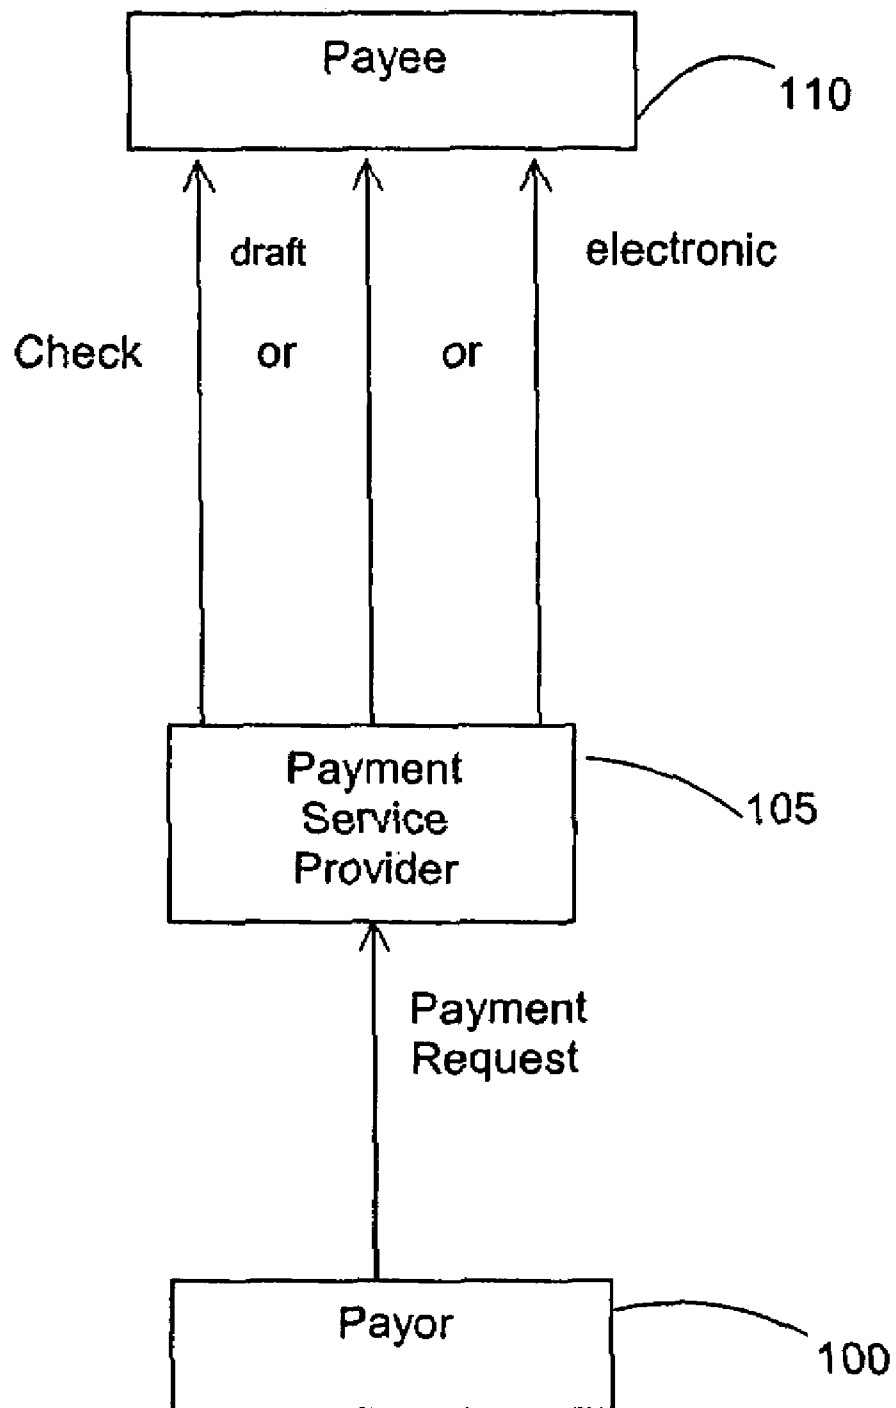 Payee
110
draft
electronic
Check
or
or
Payment
Service
Provider
105
Payment
Request
Payor
100